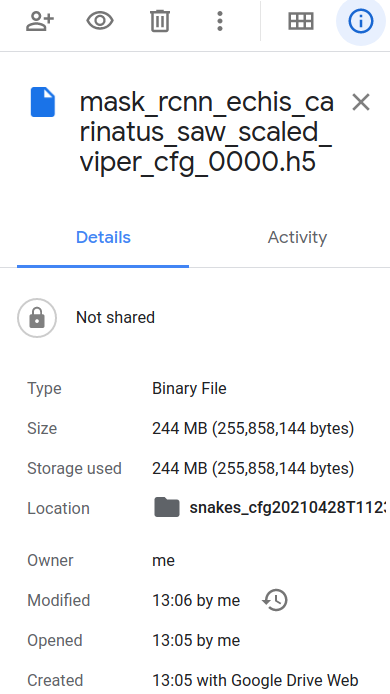 mask_rcnn_echis_ca
rinatus_saw_scaled_
viper_cfg_0000.h5
Details Activity
Not shared
Type Binary File
Size 244 MB (255,858,144 bytes)
Storage used 244 MB (255,858,144 bytes)
Location snakes_cfg20210428T112
Owner me
Modified 13:06 by me
Opened 13:05 by me
Created 13:05 with Google Drive Web